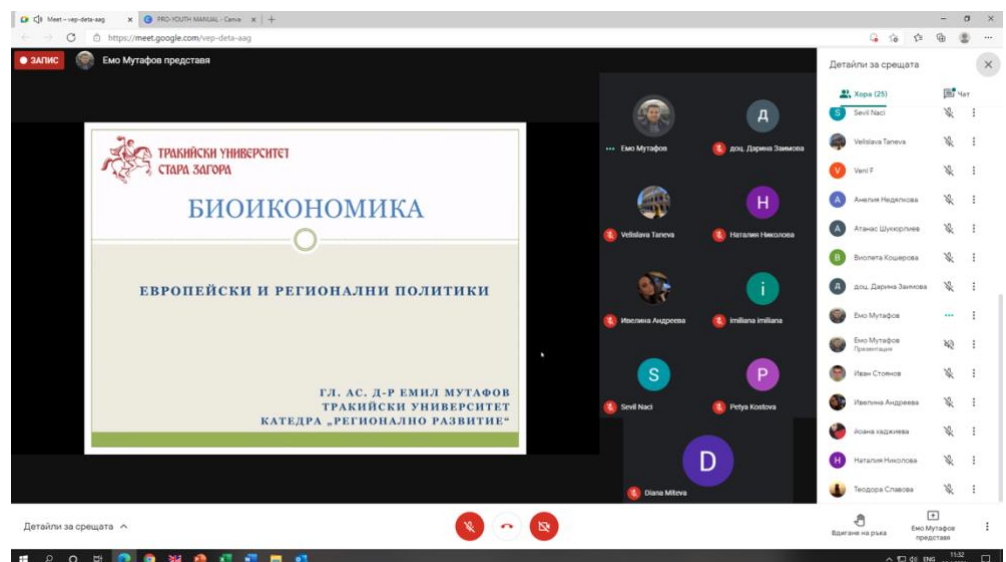 Meet – vep-deta-aag
PRO-YOUTH MANUAL - Canva
https://meet.google.com/vep-deta-aag
ЗАПИС
Емо Мутафов представя
ТРАКИЙСКИ УНИВЕРСИТЕТ
СТАРА ЗАГОРА
БИОИКОНОМИКА
ЕВРОПЕЙСКИ И РЕГИОНАЛНИ ПОЛИТИКИ
ГЛ. АС. Д-Р ЕМИЛ МУТАФОВ
ТРАКИЙСКИ УНИВЕРСИТЕТ
КАТЕДРА „РЕГИОНАЛНО РАЗВИТИЕ“
Д
Емо Мутафов
доц. Дарина Заимова
Н
Velislava Taneva
Наталия Николова
i
Ивелина Андреева
imiliana imiliana
S
P
Sevil Naci
Petya Kostova
D
Diana Miteva
Детайли за срещата
Хора (25)
Чат
S Sevil Naci
Velislava Taneva
V Veni F
А Анелия Недялкова
А Атанас Шукюрлиев
В Виолета Кошерова
Д доц. Дарина Заимова
Емо Мутафов
Емо Мутафов
Презентация
Иван Стоянов
Ивелина Андреева
йоана хаджиева
Н Наталия Николова
Теодора Славова
Детайли за срещата
Вдигане на ръка
Емо Мутафов
представя
ENG
11:32